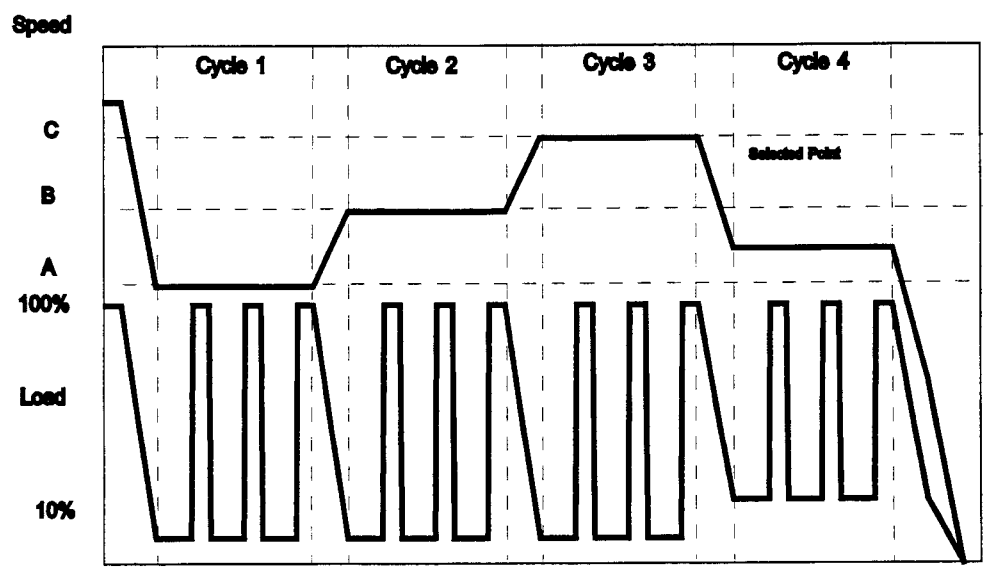 Speed
Cycle 1
Cycle 2
Cycle 3
Cycle 4
C
Selected Point
B
A
100%
Load
10%